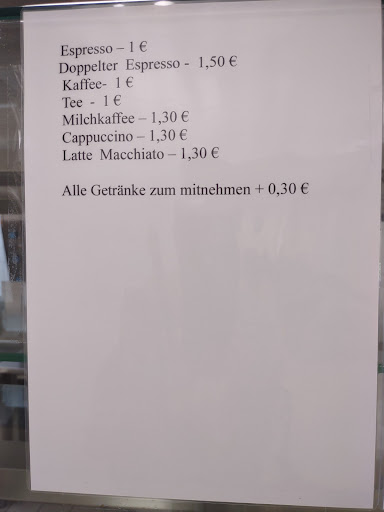 Espresso – 1 €
Doppelter Espresso - 1,50 €
Kaffee- 1 €
Tee - 1 €
Milchkaffee – 1,30 €
Cappuccino – 1,30 €
Latte Macchiato – 1,30 €
Alle Getränke zum mitnehmen + 0,30 €